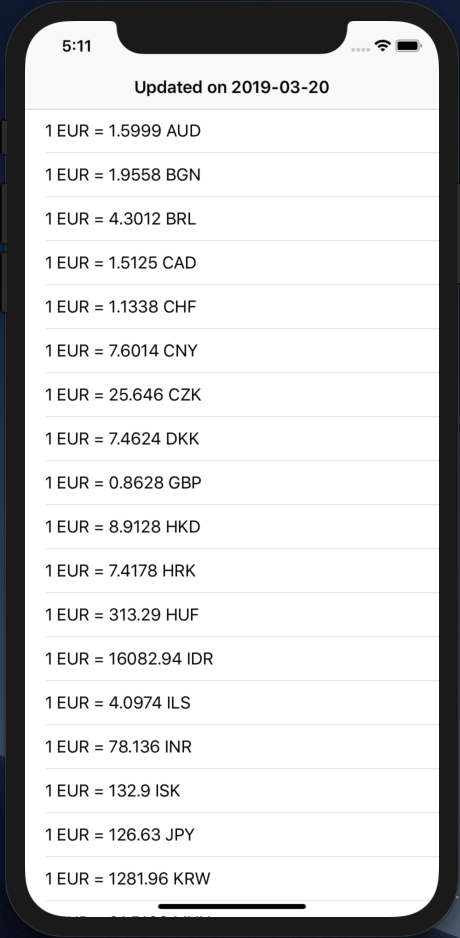 5:11
Updated on 2019-03-20
1 EUR = 1.5999 AUD
1 EUR = 1.9558 BGN
1 EUR = 4.3012 BRL
1 EUR = 1.5125 CAD
1 EUR = 1.1338 CHF
1 EUR = 7.6014 CNY
1 EUR = 25.646 CZK
1 EUR = 7.4624 DKK
1 EUR = 0.8628 GBP
1 EUR = 8.9128 HKD
1 EUR = 7.4178 HRK
1 EUR = 313.29 HUF
1 EUR = 16082.94 IDR
1 EUR = 4.0974 ILS
1 EUR = 78.136 INR
1 EUR = 132.9 ISK
1 EUR = 126.63 JPY
1 EUR = 1281.96 KRW